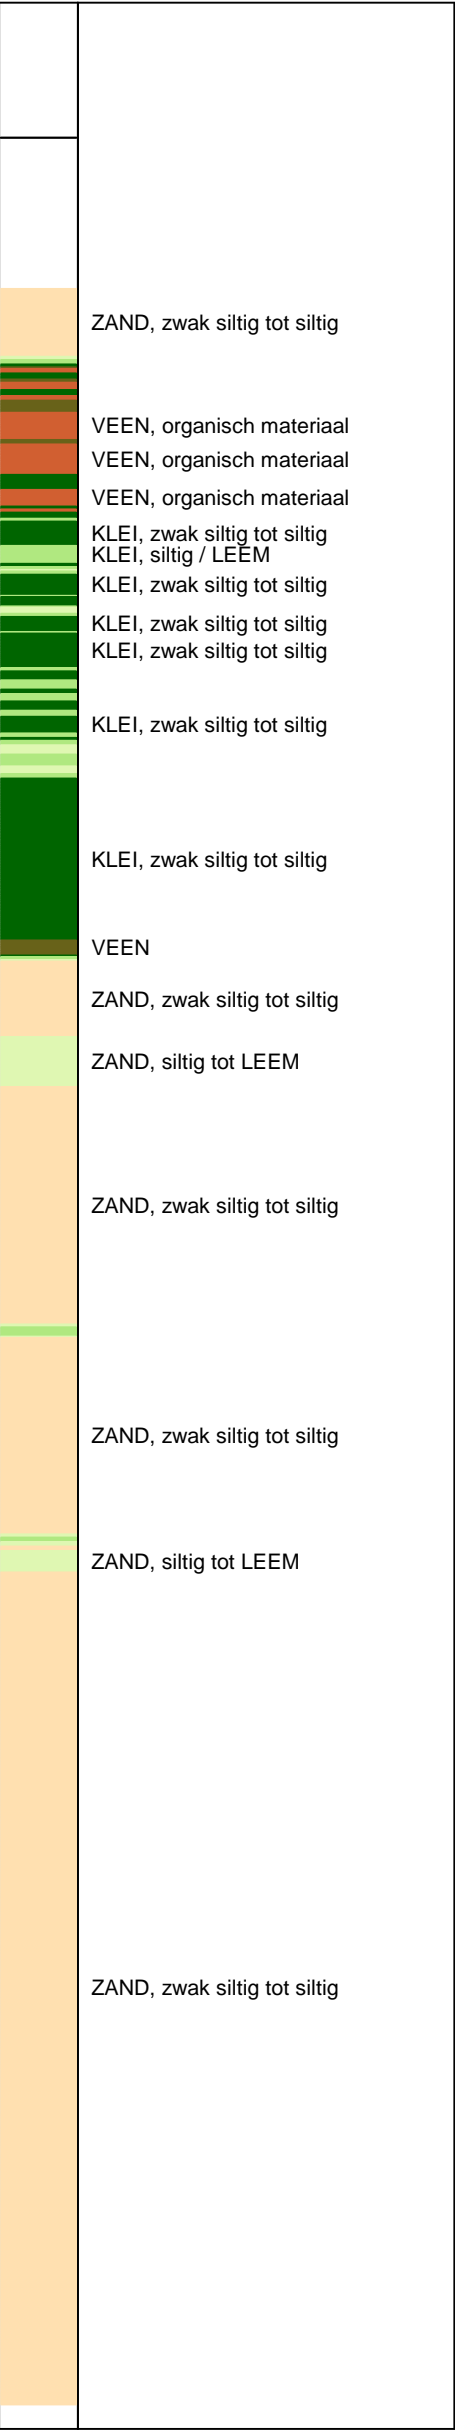 ZAND, zwak siltig tot siltig
VEEN, organisch materiaal
VEEN, organisch materiaal
VEEN, organisch materiaal
KLEI, zwak siltig tot siltig
KLEI, siltig / LEEM
KLEI, zwak siltig tot siltig
KLEI, zwak siltig tot siltig
KLEI, zwak siltig tot siltig
KLEI, zwak siltig tot siltig
KLEI, zwak siltig tot siltig
VEEN
ZAND, zwak siltig tot siltig
ZAND, siltig tot LEEM
ZAND, zwak siltig tot siltig
ZAND, zwak siltig tot siltig
ZAND, siltig tot LEEM
ZAND, zwak siltig tot siltig